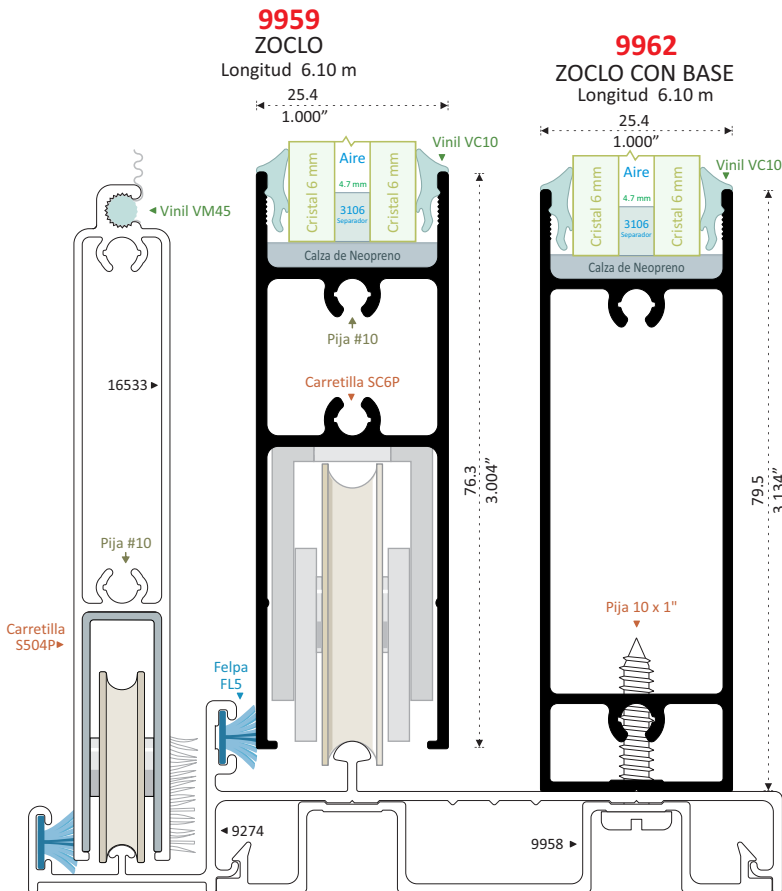 9959
ZOCLO
Longitud 6.10 m
25.4
1.000”
9962
ZOCLO CON BASE
Longitud 6.10 m
25.4
1.000”
Vinil VC10
Cristal 6 mm
Aire
4.7 mm
3106
Separador
Cristal 6 mm
Calza de Neopreno
Vinil VC10
Cristal 6 mm
Aire
4.7 mm
3106
Separador
Cristal 6 mm
Calza de Neopreno
Vinil VM45
Pija #10
16533
Carretilla SC6P
76.3
3.004”
79.5
3.134”
Pija #10
Carretilla
S504P
Pija 10 x 1"
Felpa
FL5
9274
9958